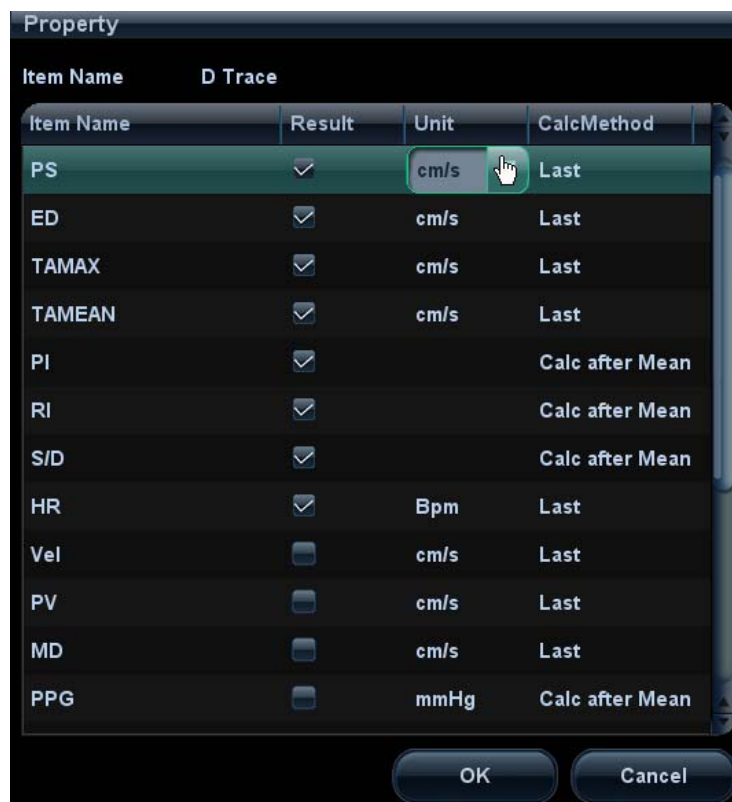 Property
Item Name D Trace
Item Name Result Unit CalcMethod
PS cm/s Last
ED cm/s Last
TAMAX cm/s Last
TAMEAN cm/s Last
PI Calc after Mean
RI Calc after Mean
S/D Calc after Mean
HR Bpm Last
Vel cm/s Last
PV cm/s Last
MD cm/s Last
PPG mmHg Calc after Mean
OK Cancel